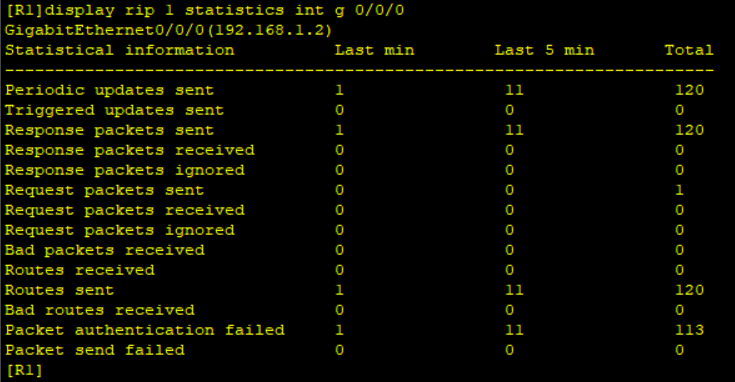 [R1]display rip 1 statistics int g 0/0/0
GigabitEthernet0/0/0(192.168.1.2)
Statistical information Last min Last 5 min Total
------------------------------------------------------------------------
Periodic updates sent 1 11 120
Triggered updates sent 0 0 0
Response packets sent 1 11 120
Response packets received 0 0 0
Response packets ignored 0 0 0
Request packets sent 0 0 1
Request packets received 0 0 0
Request packets ignored 0 0 0
Bad packets received 0 0 0
Routes received 0 0 0
Routes sent 1 11 120
Bad routes received 0 0 0
Packet authentication failed 1 11 113
Packet send failed 0 0 0
[R1]